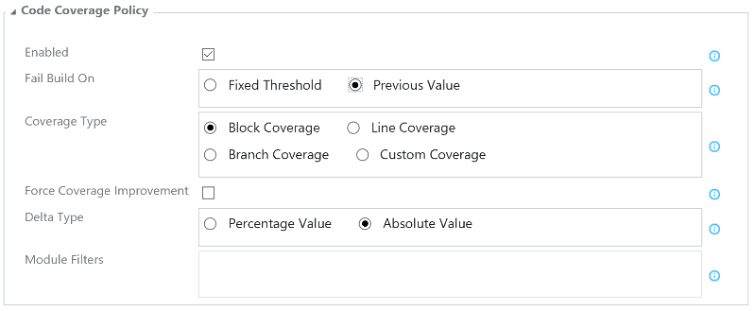 Code Coverage Policy
Enabled
Fail Build On
Fixed Threshold Previous Value
Coverage Type
Block Coverage Line Coverage
Branch Coverage Custom Coverage
Force Coverage Improvement
Delta Type
Percentage Value Absolute Value
Module Filters